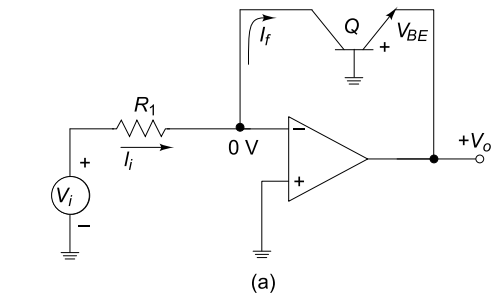 I_f
Q
V_BE
+
R_1
I_i
0 V
−
+
+V_o
+
V_i
−
(a)